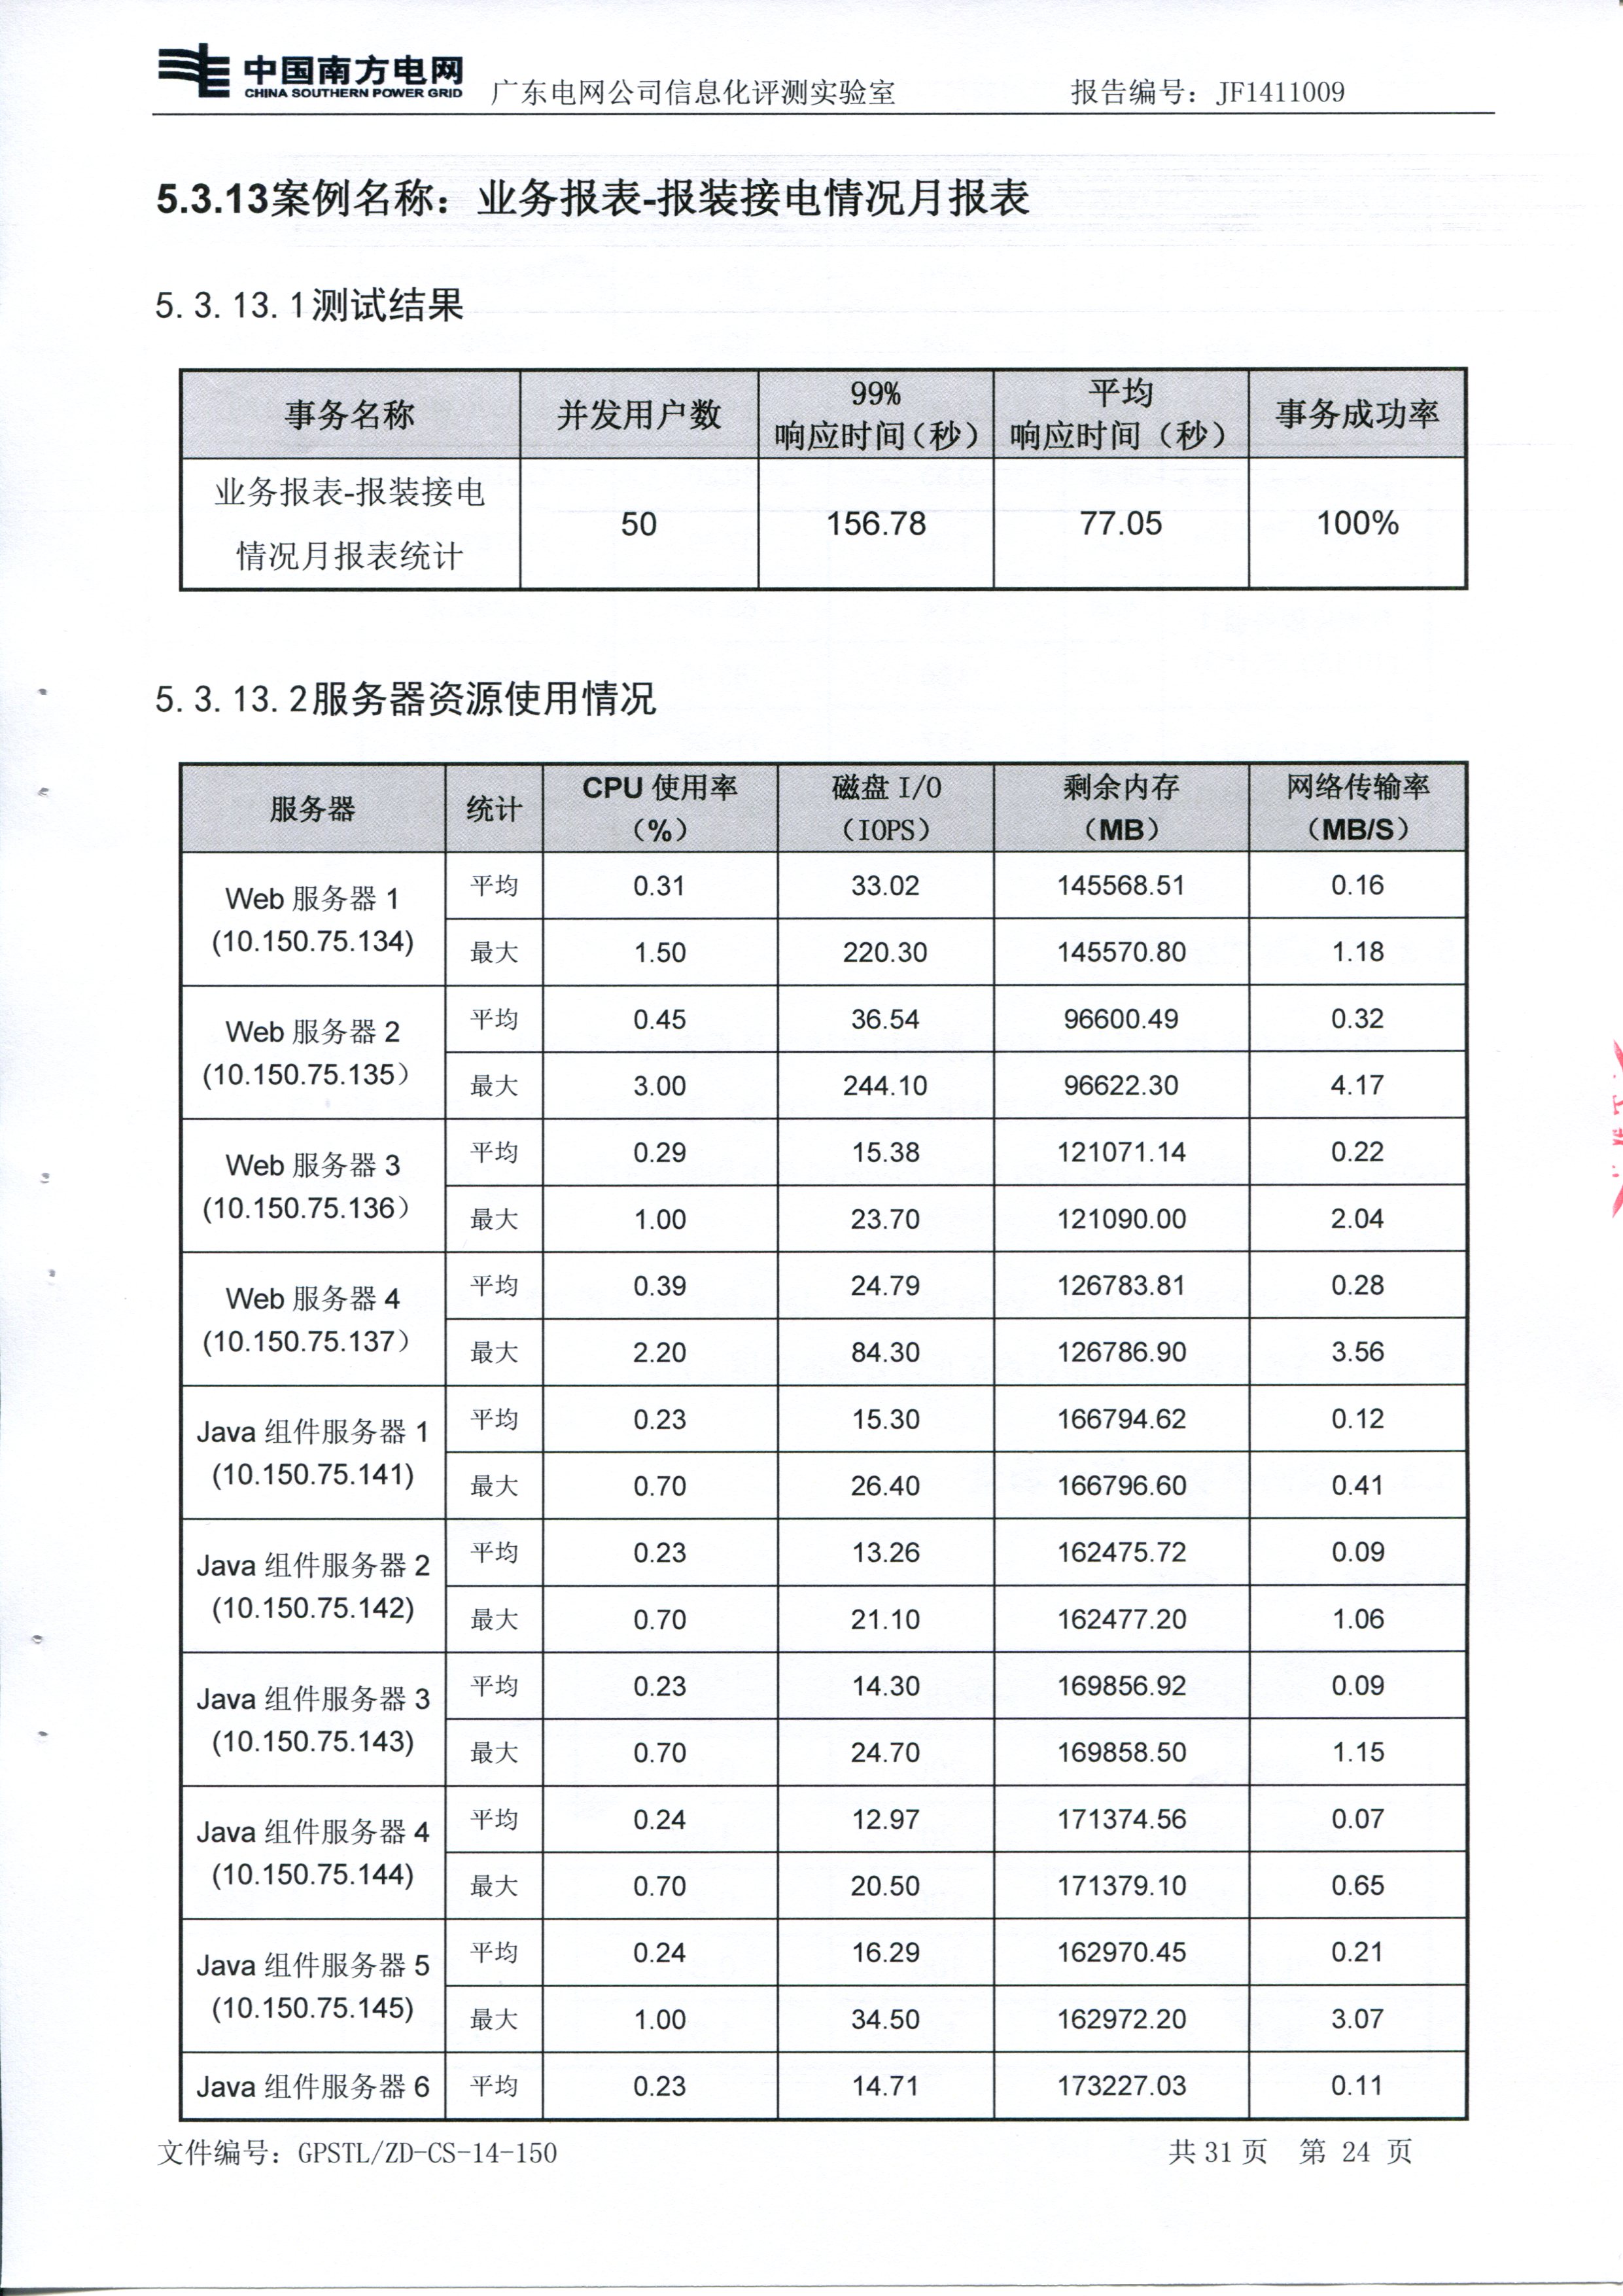 中国南方电网
CHINA SOUTHERN POWER GRID
广东电网公司信息化评测实验室 报告编号：JF1411009
5.3.13案例名称：业务报表-报装接电情况月报表
5.3.13.1测试结果
事务名称 并发用户数 99% 响应时间（秒） 平均 响应时间（秒） 事务成功率
业务报表-报装接电 情况月报表统计 50 156.78 77.05 100%
5.3.13.2服务器资源使用情况
服务器 统计 CPU 使用率 （%） 磁盘 I/O （IOPS） 剩余内存 （MB） 网络传输率 （MB/S）
Web 服务器 1 (10.150.75.134) 平均 0.31 33.02 145568.51 0.16
最大 1.50 220.30 145570.80 1.18
Web 服务器 2 (10.150.75.135） 平均 0.45 36.54 96600.49 0.32
最大 3.00 244.10 96622.30 4.17
Web 服务器 3 (10.150.75.136） 平均 0.29 15.38 121071.14 0.22
最大 1.00 23.70 121090.00 2.04
Web 服务器 4 (10.150.75.137） 平均 0.39 24.79 126783.81 0.28
最大 2.20 84.30 126786.90 3.56
Java 组件服务器 1 (10.150.75.141) 平均 0.23 15.30 166794.62 0.12
最大 0.70 26.40 166796.60 0.41
Java 组件服务器 2 (10.150.75.142) 平均 0.23 13.26 162475.72 0.09
最大 0.70 21.10 162477.20 1.06
Java 组件服务器 3 (10.150.75.143) 平均 0.23 14.30 169856.92 0.09
最大 0.70 24.70 169858.50 1.15
Java 组件服务器 4 (10.150.75.144) 平均 0.24 12.97 171374.56 0.07
最大 0.70 20.50 171379.10 0.65
Java 组件服务器 5 (10.150.75.145) 平均 0.24 16.29 162970.45 0.21
最大 1.00 34.50 162972.20 3.07
Java 组件服务器 6 平均 0.23 14.71 173227.03 0.11
文件编号：GPSTL/ZD-CS-14-150 共 31 页 第 24 页